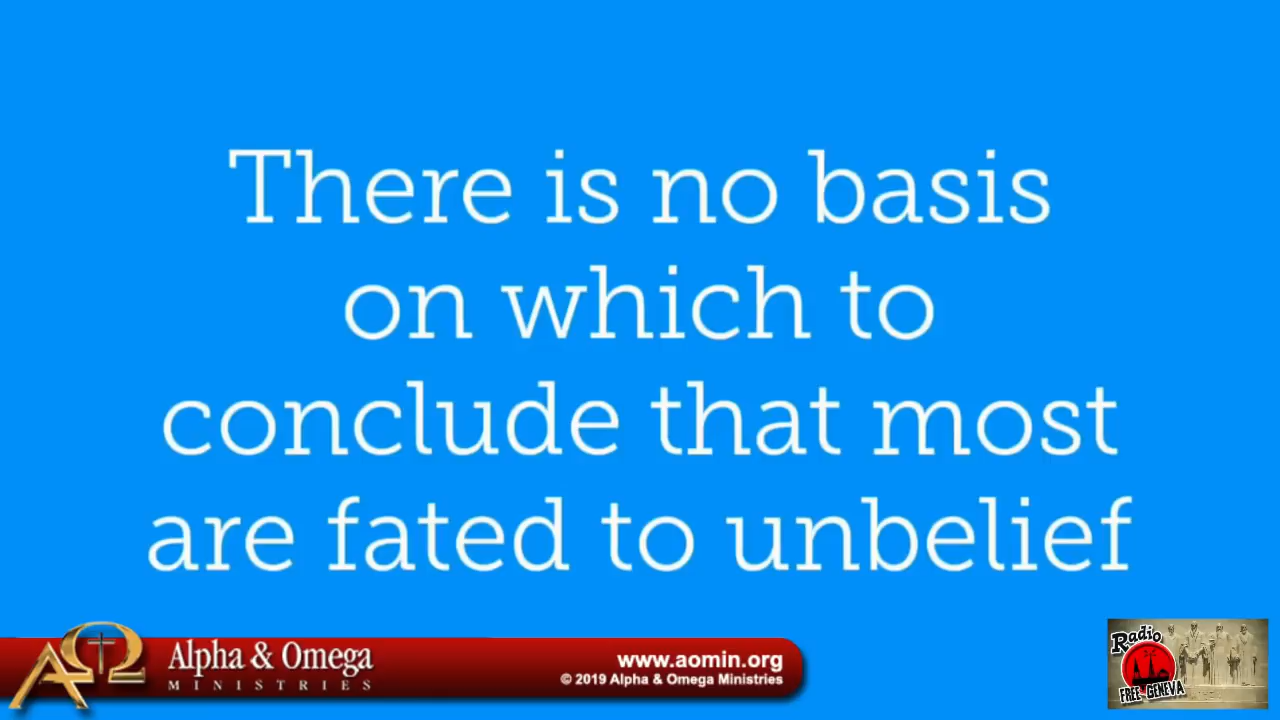 There is no basis
on which to
conclude that most
are fated to unbelief
Alpha & Omega
MINISTRIES
www.aomin.org
© 2019 Alpha & Omega Ministries
Radio
FREE GENEVA